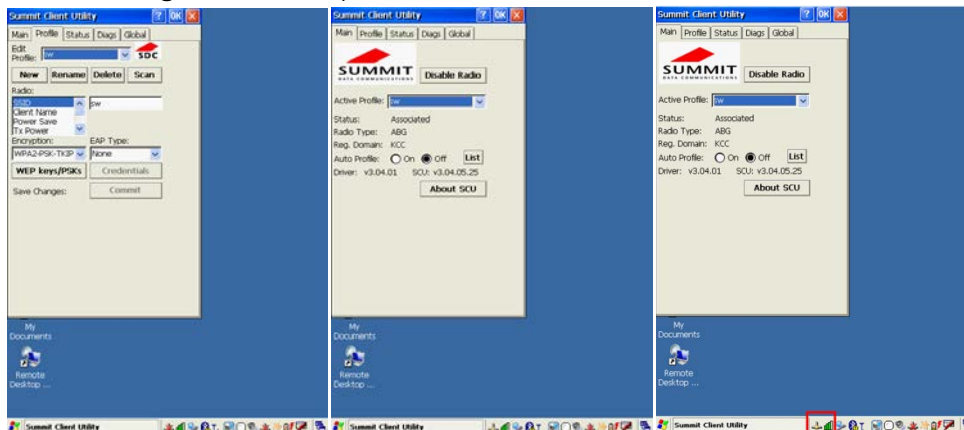 Summit Client Utility ? OK
Main Profile Status Diags Global
Edit
Profile: sw
SDC
New Rename Delete Scan
Radio:
SSID sw
Client Name
Power Save
Tx Power
Encryption: EAP Type:
WPA2-PSK-TKIP None
WEP keys/PSKs Credentials
Save Changes: Commit
My
Documents
Remote
Desktop ...
Summit Client Utility
Summit Client Utility ? OK
Main Profile Status Diags Global
SUMMIT
DATA COMMUNICATIONS
Disable Radio
Active Profile: sw
Status: Associated
Radio Type: ABG
Reg. Domain: KCC
Auto Profile: On Off List
Driver: v3.04.01 SCU: v3.04.05.25
About SCU
My
Documents
Remote
Desktop ...
Summit Client Utility
Summit Client Utility ? OK
Main Profile Status Diags Global
SUMMIT
DATA COMMUNICATIONS
Disable Radio
Active Profile: sw
Status: Associated
Radio Type: ABG
Reg. Domain: KCC
Auto Profile: On Off List
Driver: v3.04.01 SCU: v3.04.05.25
About SCU
My
Documents
Remote
Desktop ...
Summit Client Utility